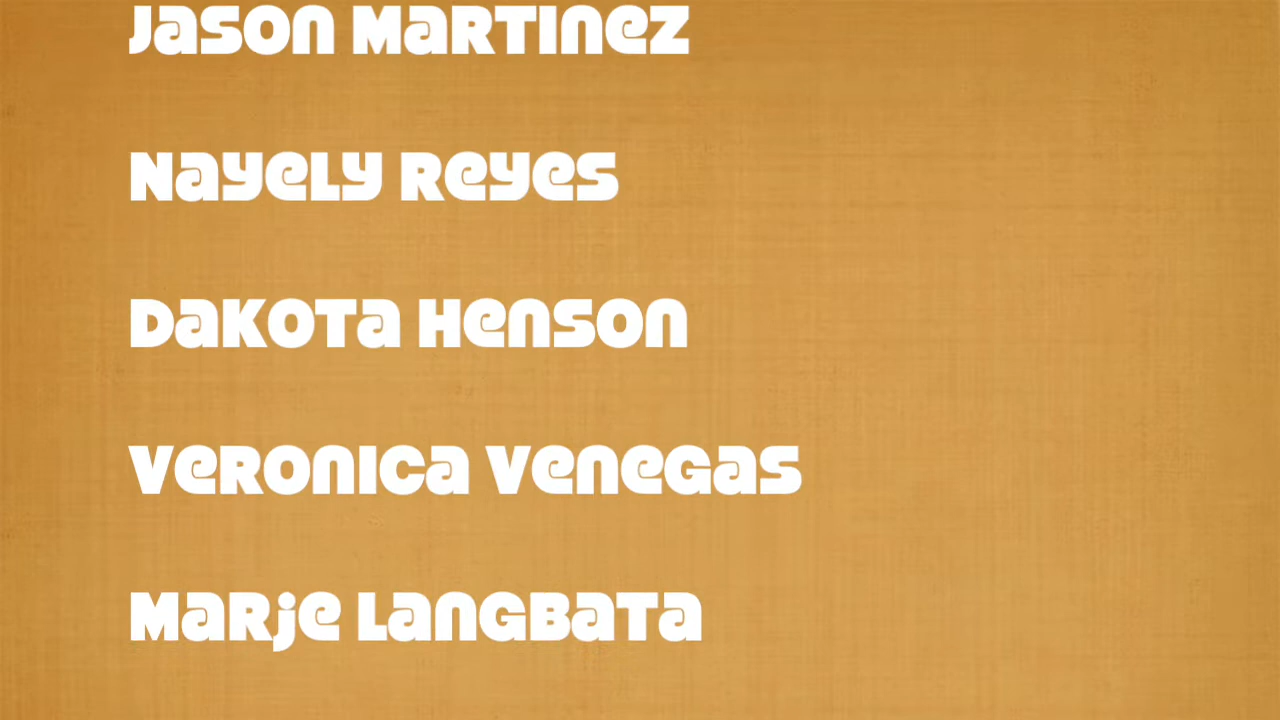 Jason Martinez
Nayely Reyes
Dakota Henson
Veronica Venegas
Marje Langbata